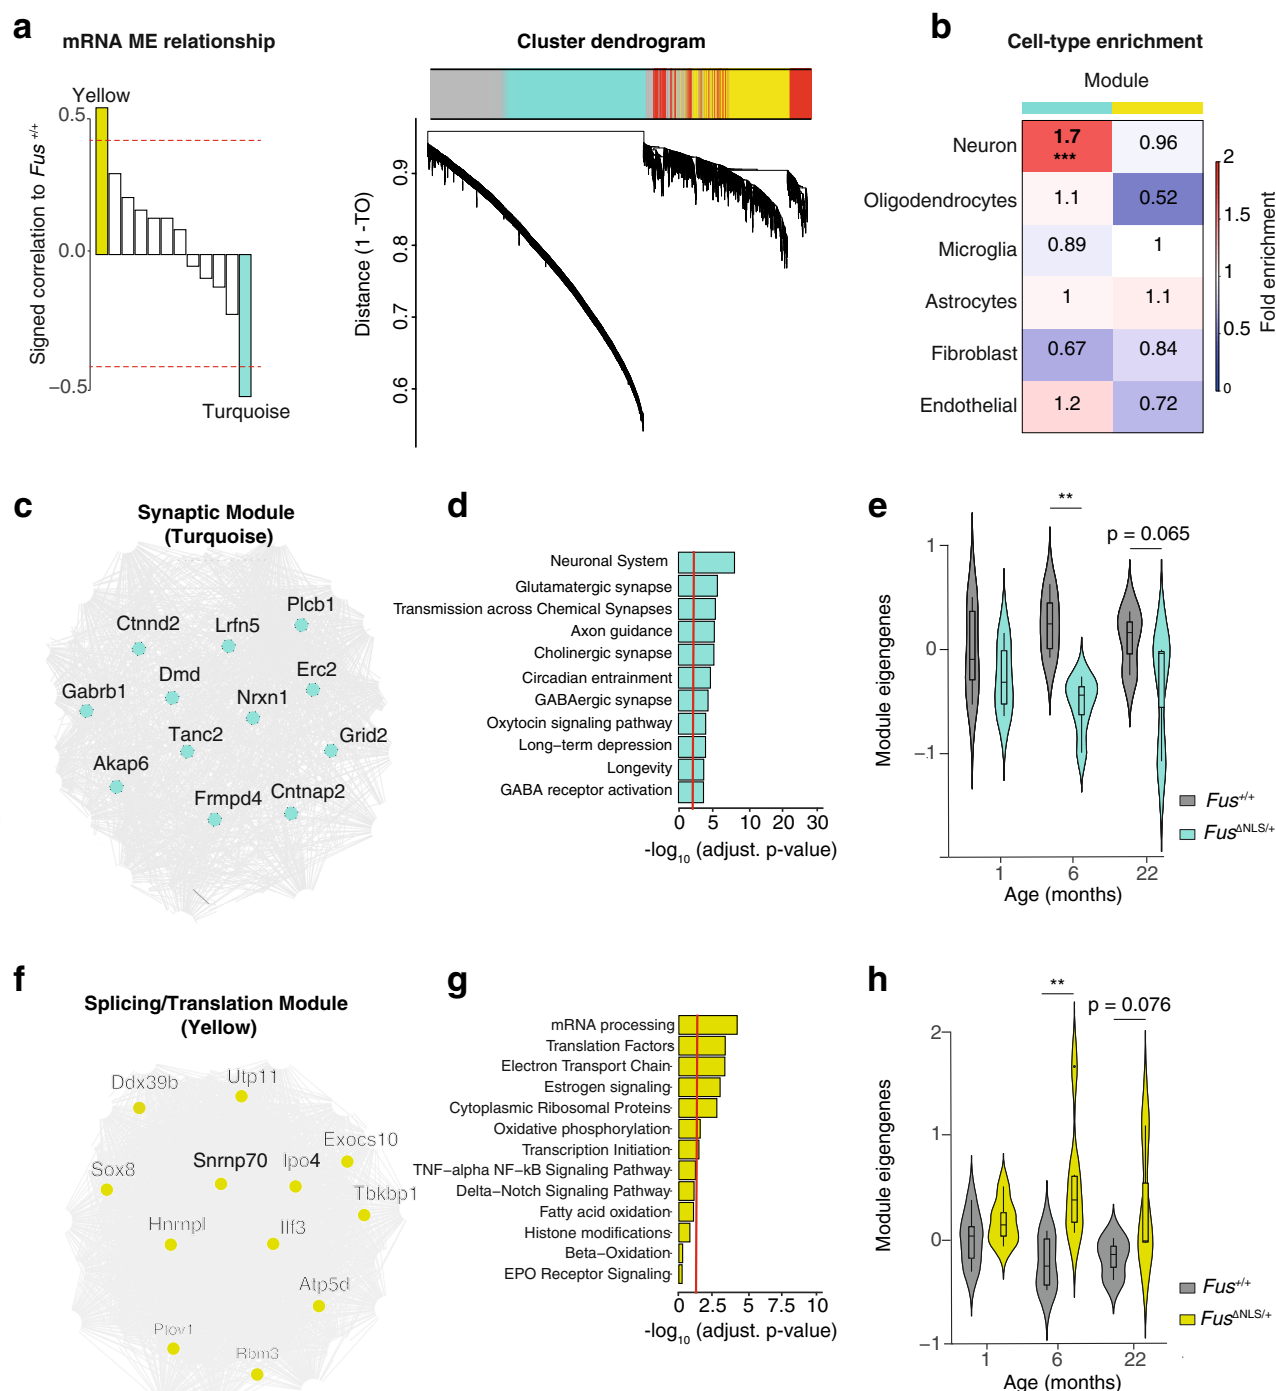 a
mRNA ME relationship
Yellow
0.5
0.0
−0.5
Signed correlation to Fus +/+
Turquoise
Cluster dendrogram
Distance (1 -TO)
0.9
0.8
0.7
0.6
b
Cell-type enrichment
Module
Neuron 1.7 *** 0.96
Oligodendrocytes 1.1 0.52
Microglia 0.89 1
Astrocytes 1 1.1
Fibroblast 0.67 0.84
Endothelial 1.2 0.72
2
1.5
1
0.5
0
Fold enrichment
c
Synaptic Module
(Turquoise)
Plcb1
Ctnnd2
Lrfn5
Erc2
Dmd
Gabrb1
Nrxn1
Tanc2
Grid2
Akap6
Frmpd4
Cntnap2
d
Neuronal System
Glutamatergic synapse
Transmission across Chemical Synapses
Axon guidance
Cholinergic synapse
Circadian entrainment
GABAergic synapse
Oxytocin signaling pathway
Long−term depression
Longevity
GABA receptor activation
0 5 10 20 30
-log10 (adjust. p-value)
e
**
p = 0.065
1
0
−1
Module eigengenes
Fus+/+
FusΔNLS/+
1 6 22
Age (months)
f
Splicing/Translation Module
(Yellow)
Ddx39b
Utp11
Exocs10
Snrnp70
Ipo4
Sox8
Tbkbp1
Hnrnpl
Ilf3
Atp5d
Plov1
Rbm3
g
mRNA processing
Translation Factors
Electron Transport Chain
Estrogen signaling
Cytoplasmic Ribosomal Proteins
Oxidative phosphorylation
Transcription Initiation
TNF−alpha NF−kB Signaling Pathway
Delta−Notch Signaling Pathway
Fatty acid oxidation
Histone modifications
Beta−Oxidation
EPO Receptor Signaling
0 2.5 5 7.5 10
-log10 (adjust. p-value)
h
**
p = 0.076
2
1
0
−1
Module eigengenes
Fus+/+
FusΔNLS/+
1 6 22
Age (months)